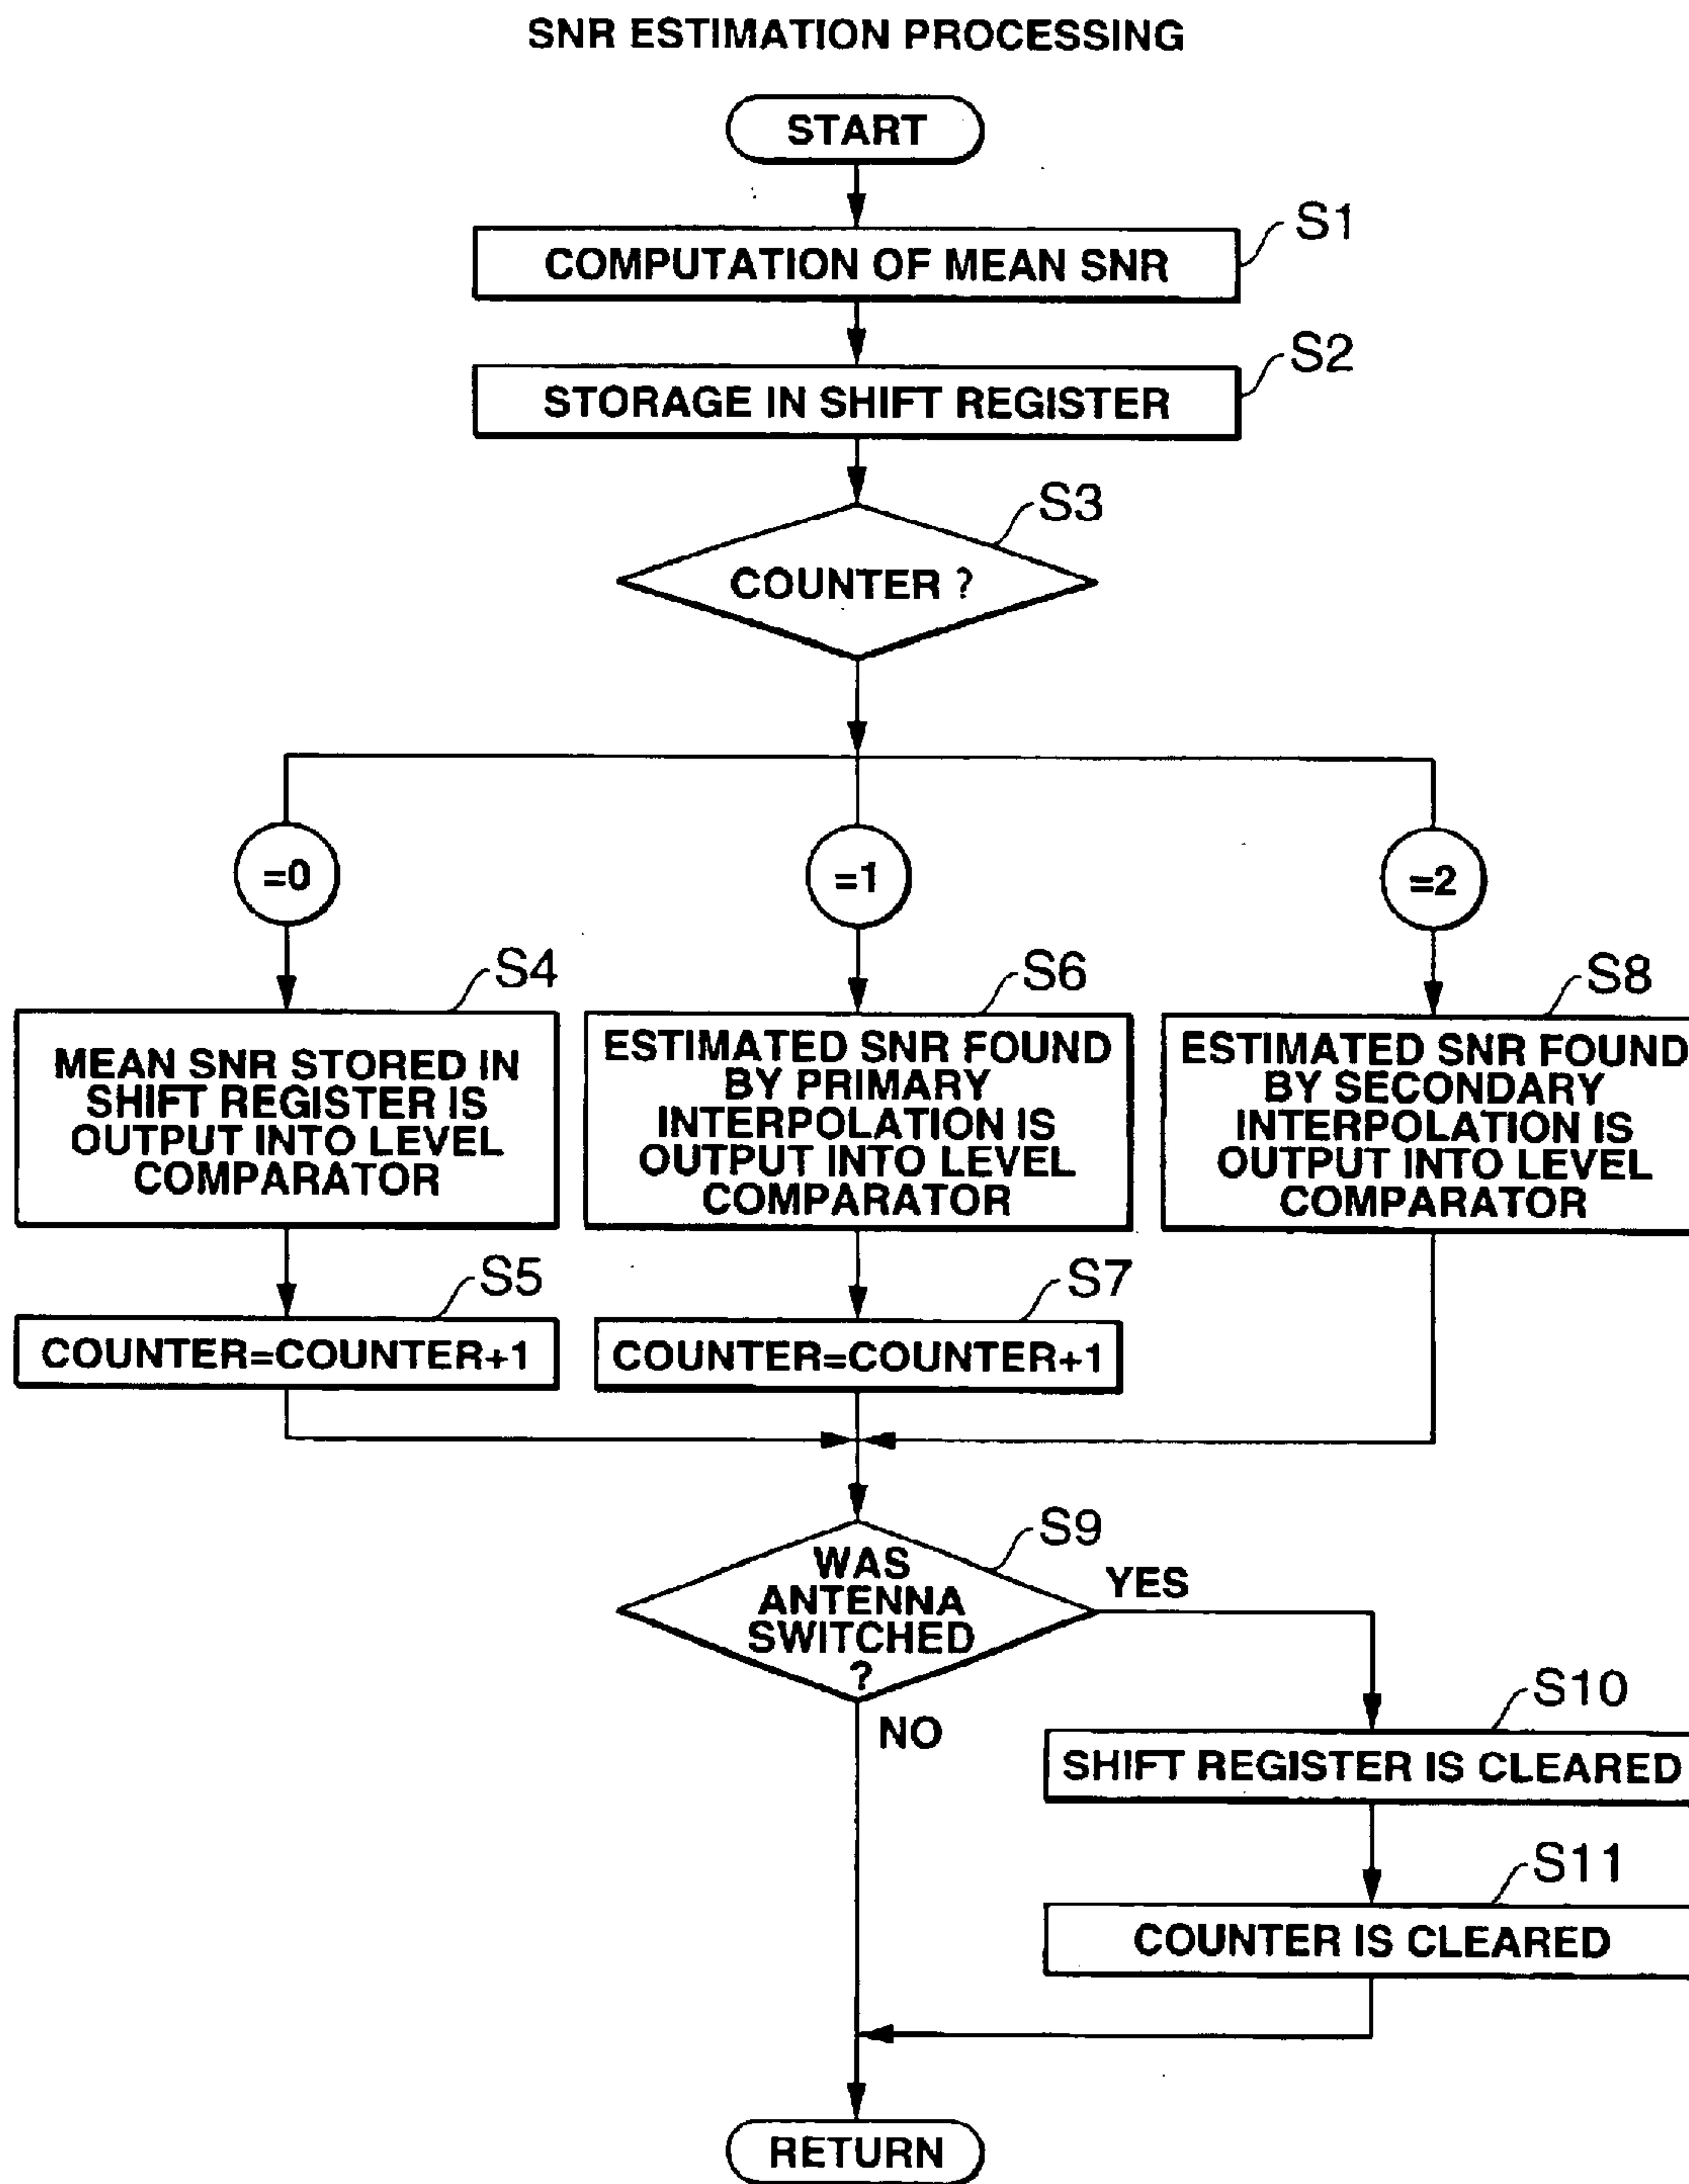 SNR ESTIMATION PROCESSING
START
S1
COMPUTATION OF MEAN SNR
S2
STORAGE IN SHIFT REGISTER
S3
COUNTER ?
=0
=1
=2
S4
MEAN SNR STORED IN
SHIFT REGISTER IS
OUTPUT INTO LEVEL
COMPARATOR
S6
ESTIMATED SNR FOUND
BY PRIMARY
INTERPOLATION IS
OUTPUT INTO LEVEL
COMPARATOR
S8
ESTIMATED SNR FOUND
BY SECONDARY
INTERPOLATION IS
OUTPUT INTO LEVEL
COMPARATOR
S5
COUNTER=COUNTER+1
S7
COUNTER=COUNTER+1
S9
WAS
ANTENNA
SWITCHED
?
YES
NO
S10
SHIFT REGISTER IS CLEARED
S11
COUNTER IS CLEARED
RETURN